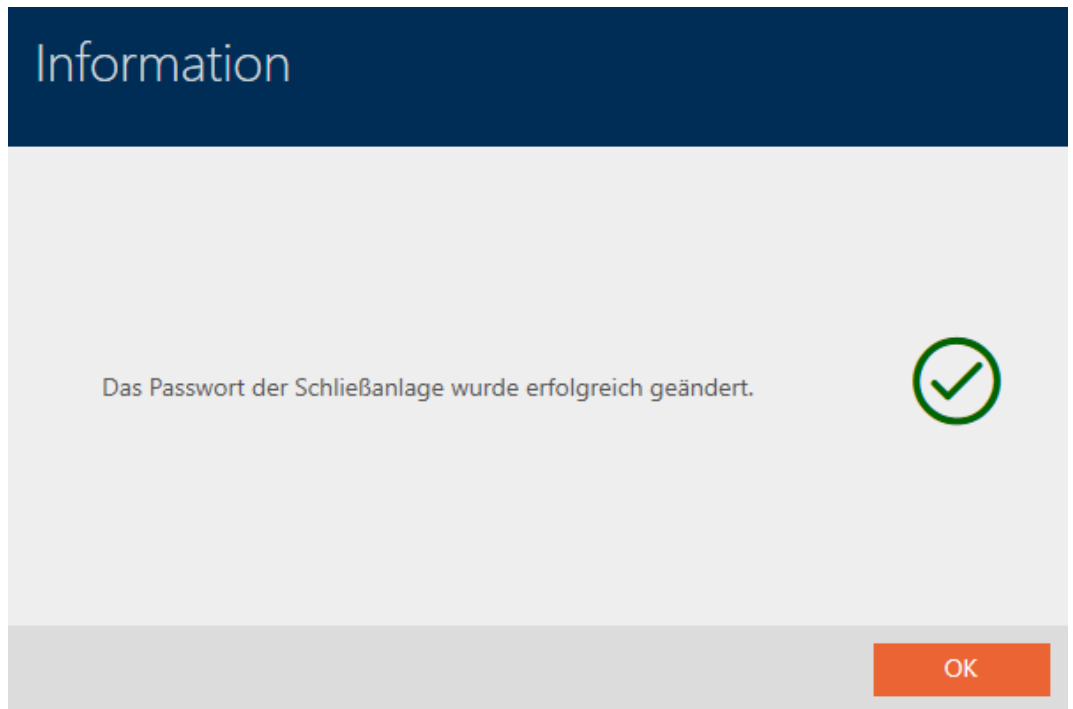 Information
Das Passwort der Schließanlage wurde erfolgreich geändert.
OK